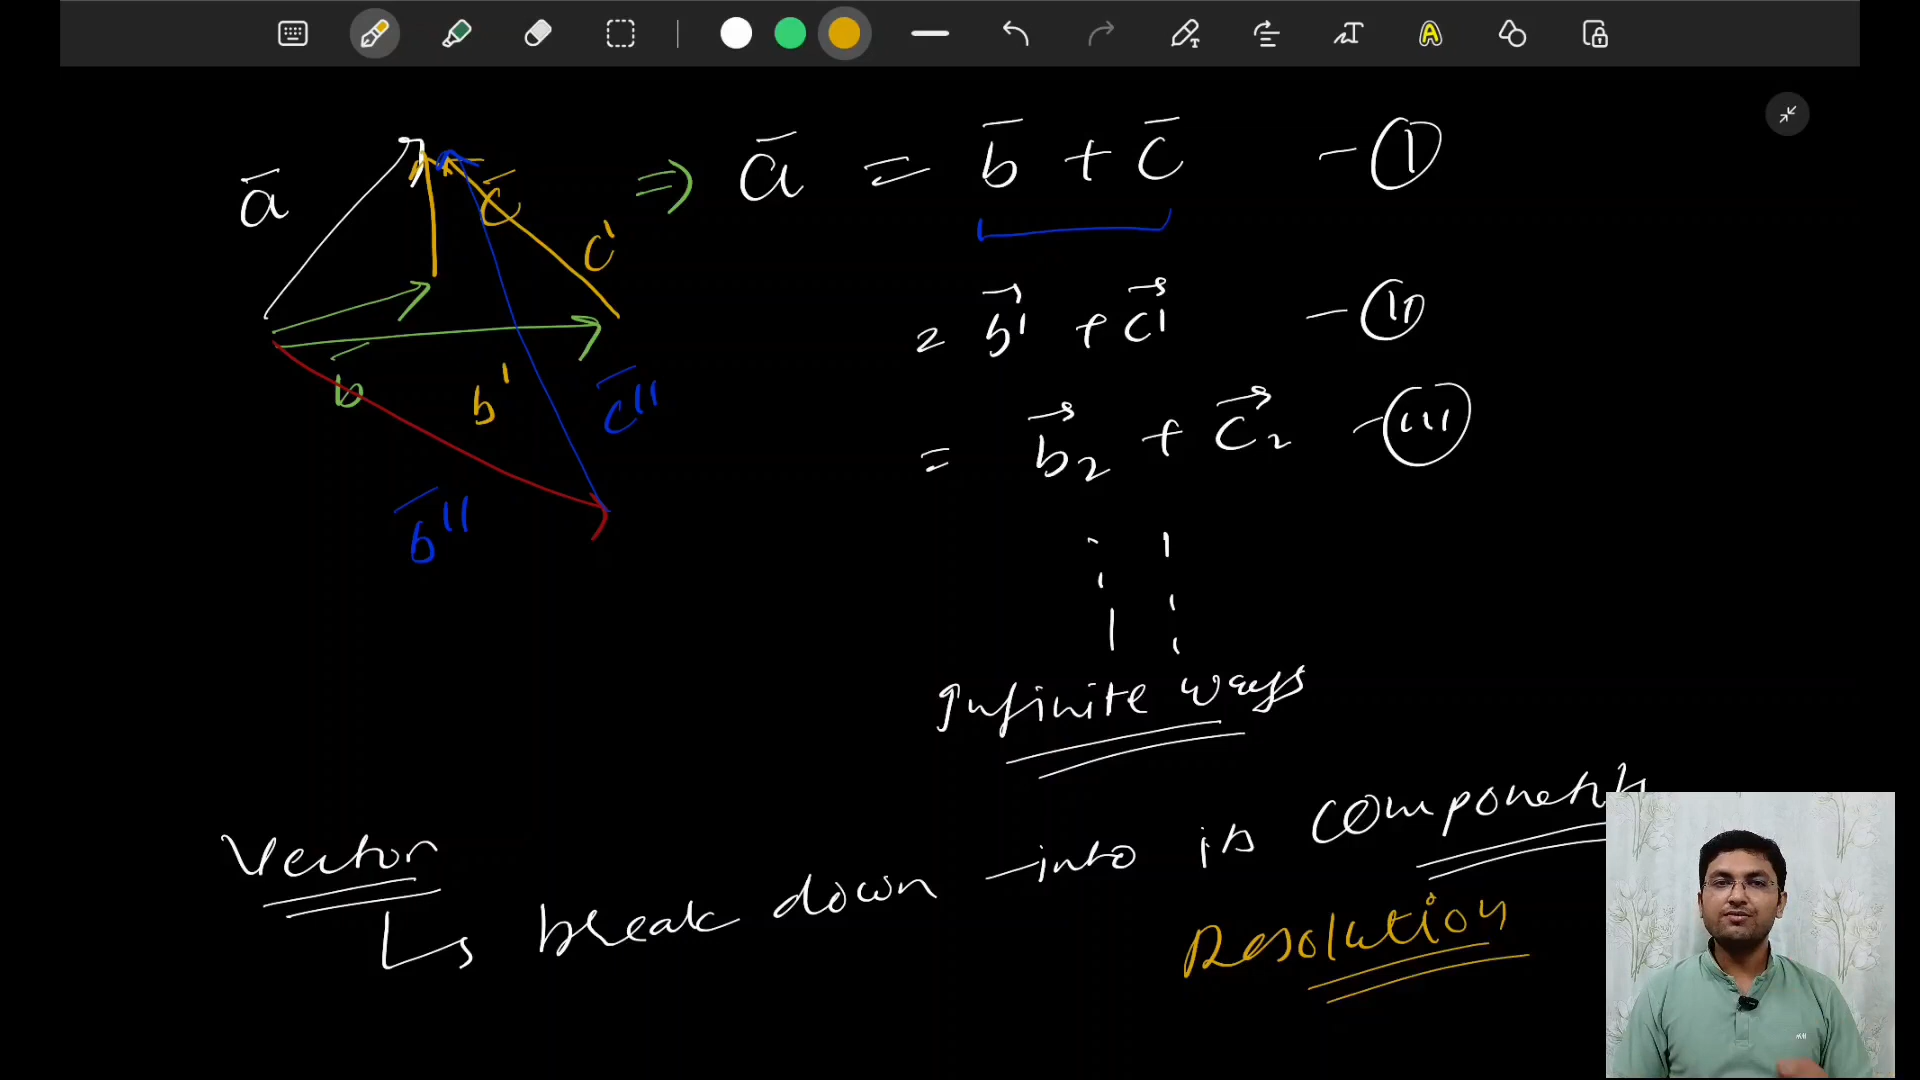 a̅
c̅
c'
b̅
b'
c̅"
b̅"
⇒ a̅ = b̅ + c̅ - ⓘ
= b⃗' + c⃗' - (II)
= b⃗₂ + c⃗₂ - (III)
Infinite ways
Vector
↳ break down into its components
Resolution